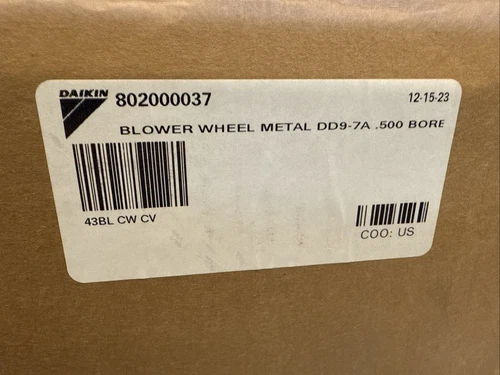 DAIKIN 802000037 12-15-23
BLOWER WHEEL METAL DD9-7A .500 BORE
43BL CW CV
COO: US